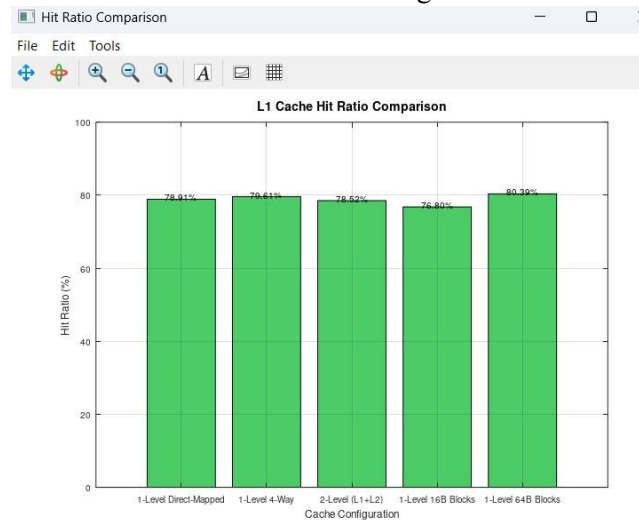 Hit Ratio Comparison
File Edit Tools
A
L1 Cache Hit Ratio Comparison
100
80
60
40
20
0
Hit Ratio (%)
78.91%
79.61%
78.52%
76.80%
80.39%
1-Level Direct-Mapped
1-Level 4-Way
2-Level (L1+L2)
1-Level 16B Blocks
1-Level 64B Blocks
Cache Configuration